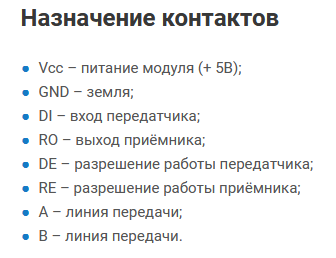 Назначение контактов
Vcc – питание модуля (+ 5В);
GND – земля;
DI – вход передатчика;
RO – выход приёмника;
DE – разрешение работы передатчика;
RE – разрешение работы приёмника;
A – линия передачи;
B – линия передачи.